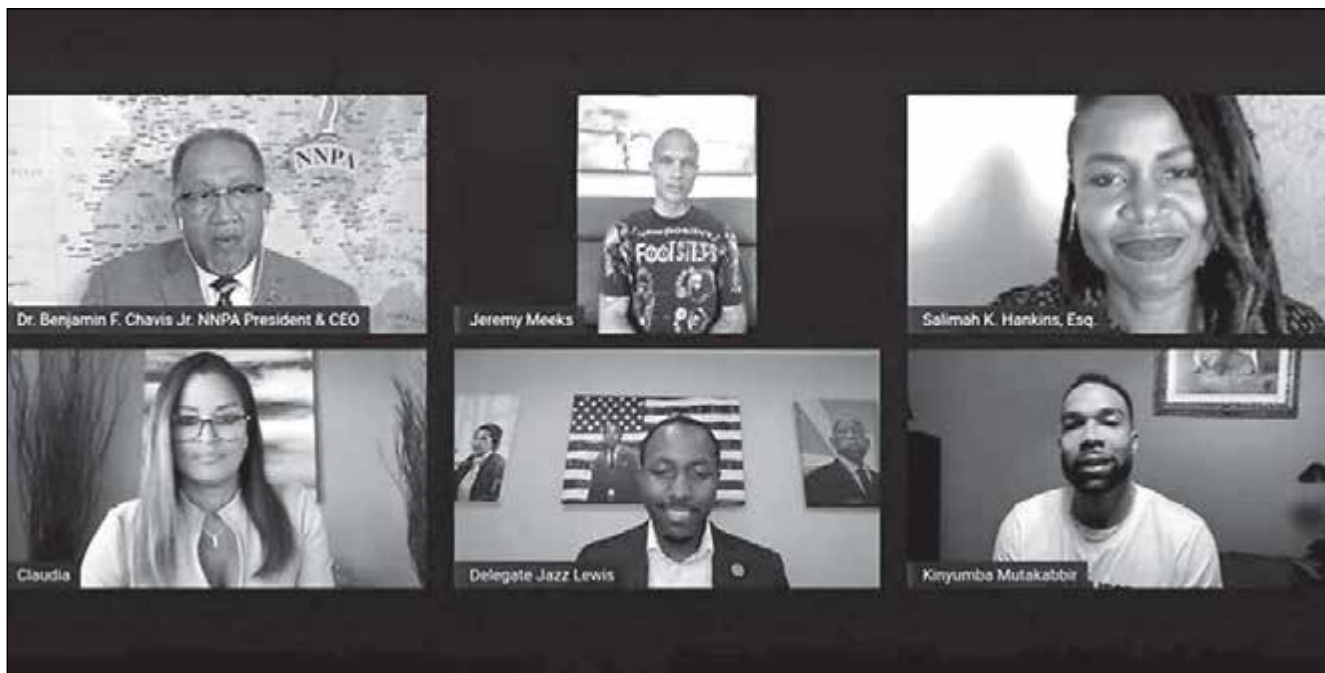 NNPA
Dr. Benjamin F. Chavis Jr. NNPA President & CEO
FOOTSTEPS
Jeremy Meeks
Salimah K. Hankins, Esq.
Claudia
Delegate Jazz Lewis
Kinyumba Mutakabbir